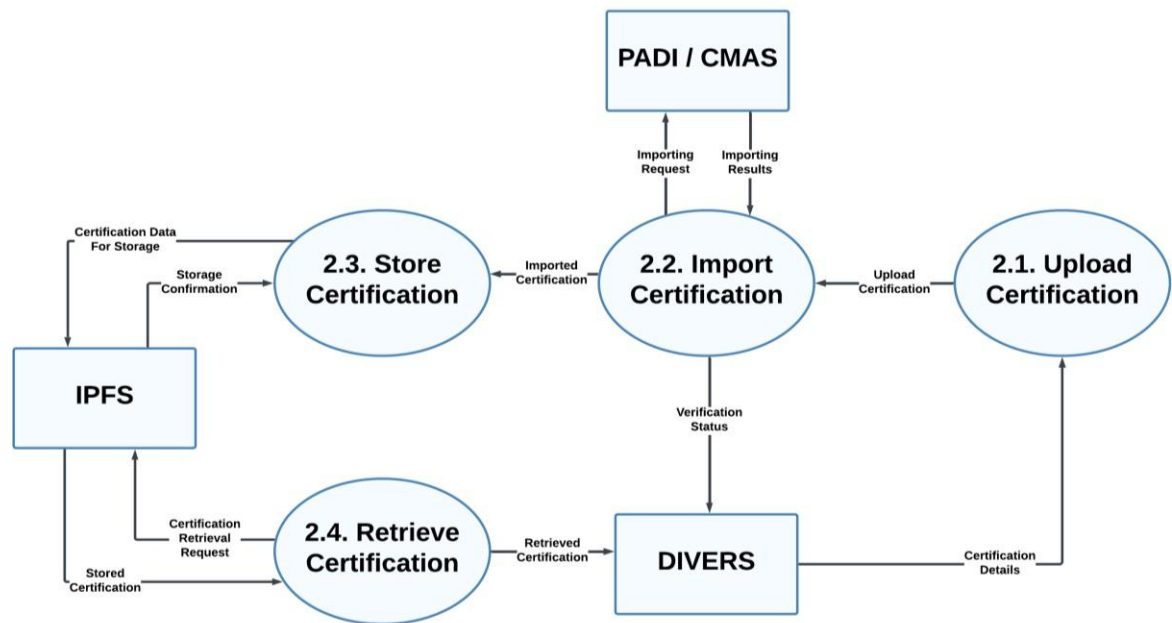 PADI / CMAS
Importing
Request
Importing
Results
Certification Data
For Storage
Storage
Confirmation
2.3. Store
Certification
Imported
Certification
2.2. Import
Certification
Upload
Certification
2.1. Upload
Certification
IPFS
Verification
Status
Certification
Retrieval
Request
Stored
Certification
2.4. Retrieve
Certification
Retrieved
Certification
DIVERS
Certification
Details